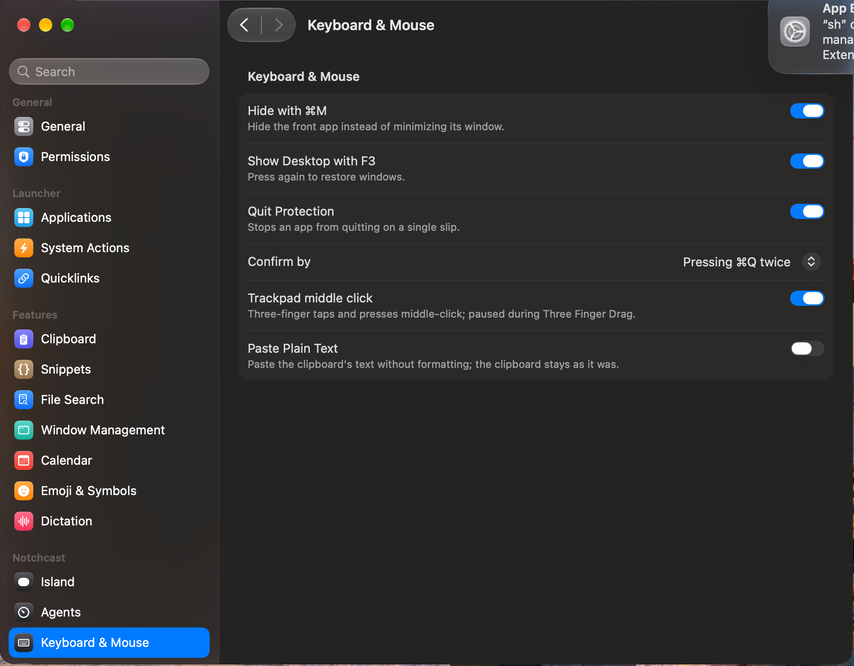 Keyboard & Mouse
App
"sh"
Search
General
General
Permissions
Launcher
Applications
System Actions
Quicklinks
Features
Clipboard
Snippets
File Search
Window Management
Calendar
Emoji & Symbols
Dictation
Notchcast
Island
Agents
Keyboard & Mouse
Keyboard & Mouse
Hide with ⌘M
Hide the front app instead of minimizing its window.
Show Desktop with F3
Press again to restore windows.
Quit Protection
Stops an app from quitting on a single slip.
Confirm by
Pressing ⌘Q twice
Trackpad middle click
Three-finger taps and presses middle-click; paused during Three Finger Drag.
Paste Plain Text
Paste the clipboard's text without formatting; the clipboard stays as it was.